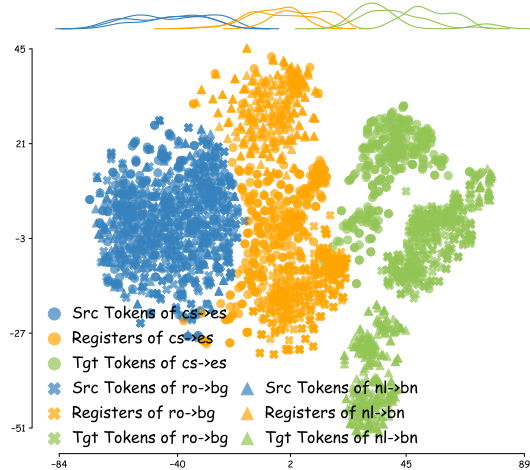 45
21
-3
-27
-51
Src Tokens of cs->es
Registers of cs->es
Tgt Tokens of cs->es
Src Tokens of ro->bg Src Tokens of nl->bn
Registers of ro->bg Registers of nl->bn
Tgt Tokens of ro->bg Tgt Tokens of nl->bn
-84 -40 2 45 89